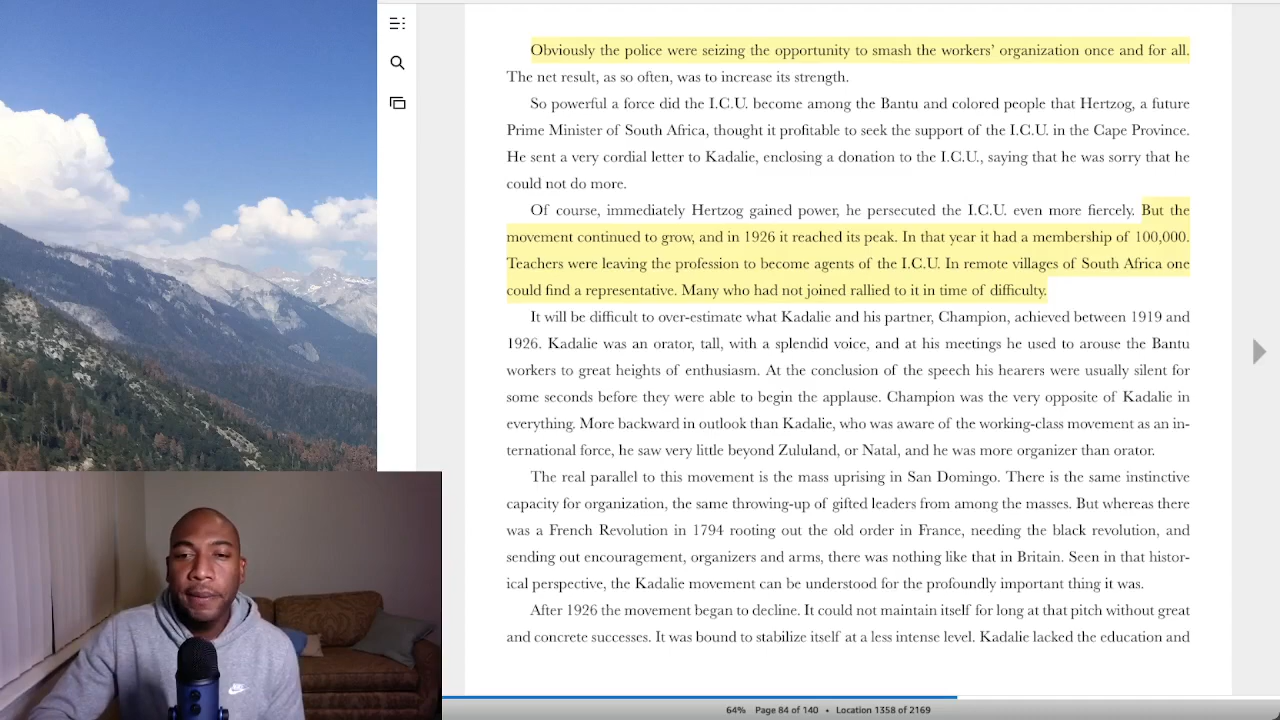 Obviously the police were seizing the opportunity to smash the workers' organization once and for all.
The net result, as so often, was to increase its strength.
So powerful a force did the I.C.U. become among the Bantu and colored people that Hertzog, a future
Prime Minister of South Africa, thought it profitable to seek the support of the I.C.U. in the Cape Province.
He sent a very cordial letter to Kadalie, enclosing a donation to the I.C.U., saying that he was sorry that he
could not do more.
Of course, immediately Hertzog gained power, he persecuted the I.C.U. even more fiercely. But the
movement continued to grow, and in 1926 it reached its peak. In that year it had a membership of 100,000.
Teachers were leaving the profession to become agents of the I.C.U. In remote villages of South Africa one
could find a representative. Many who had not joined rallied to it in time of difficulty.
It will be difficult to over-estimate what Kadalie and his partner, Champion, achieved between 1919 and
1926. Kadalie was an orator, tall, with a splendid voice, and at his meetings he used to arouse the Bantu
workers to great heights of enthusiasm. At the conclusion of the speech his hearers were usually silent for
some seconds before they were able to begin the applause. Champion was the very opposite of Kadalie in
everything. More backward in outlook than Kadalie, who was aware of the working-class movement as an in-
ternational force, he saw very little beyond Zululand, or Natal, and he was more organizer than orator.
The real parallel to this movement is the mass uprising in San Domingo. There is the same instinctive
capacity for organization, the same throwing-up of gifted leaders from among the masses. But whereas there
was a French Revolution in 1794 rooting out the old order in France, needing the black revolution, and
sending out encouragement, organizers and arms, there was nothing like that in Britain. Seen in that histor-
ical perspective, the Kadalie movement can be understood for the profoundly important thing it was.
After 1926 the movement began to decline. It could not maintain itself for long at that pitch without great
and concrete successes. It was bound to stabilize itself at a less intense level. Kadalie lacked the education and
64% Page 84 of 140 • Location 1358 of 2169